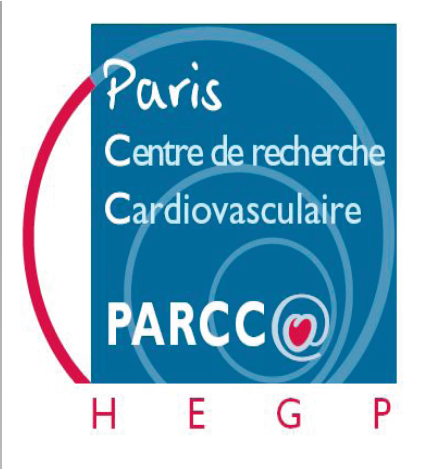 Paris
Centre de recherche
Cardiovasculaire
PARCC@
H E G P